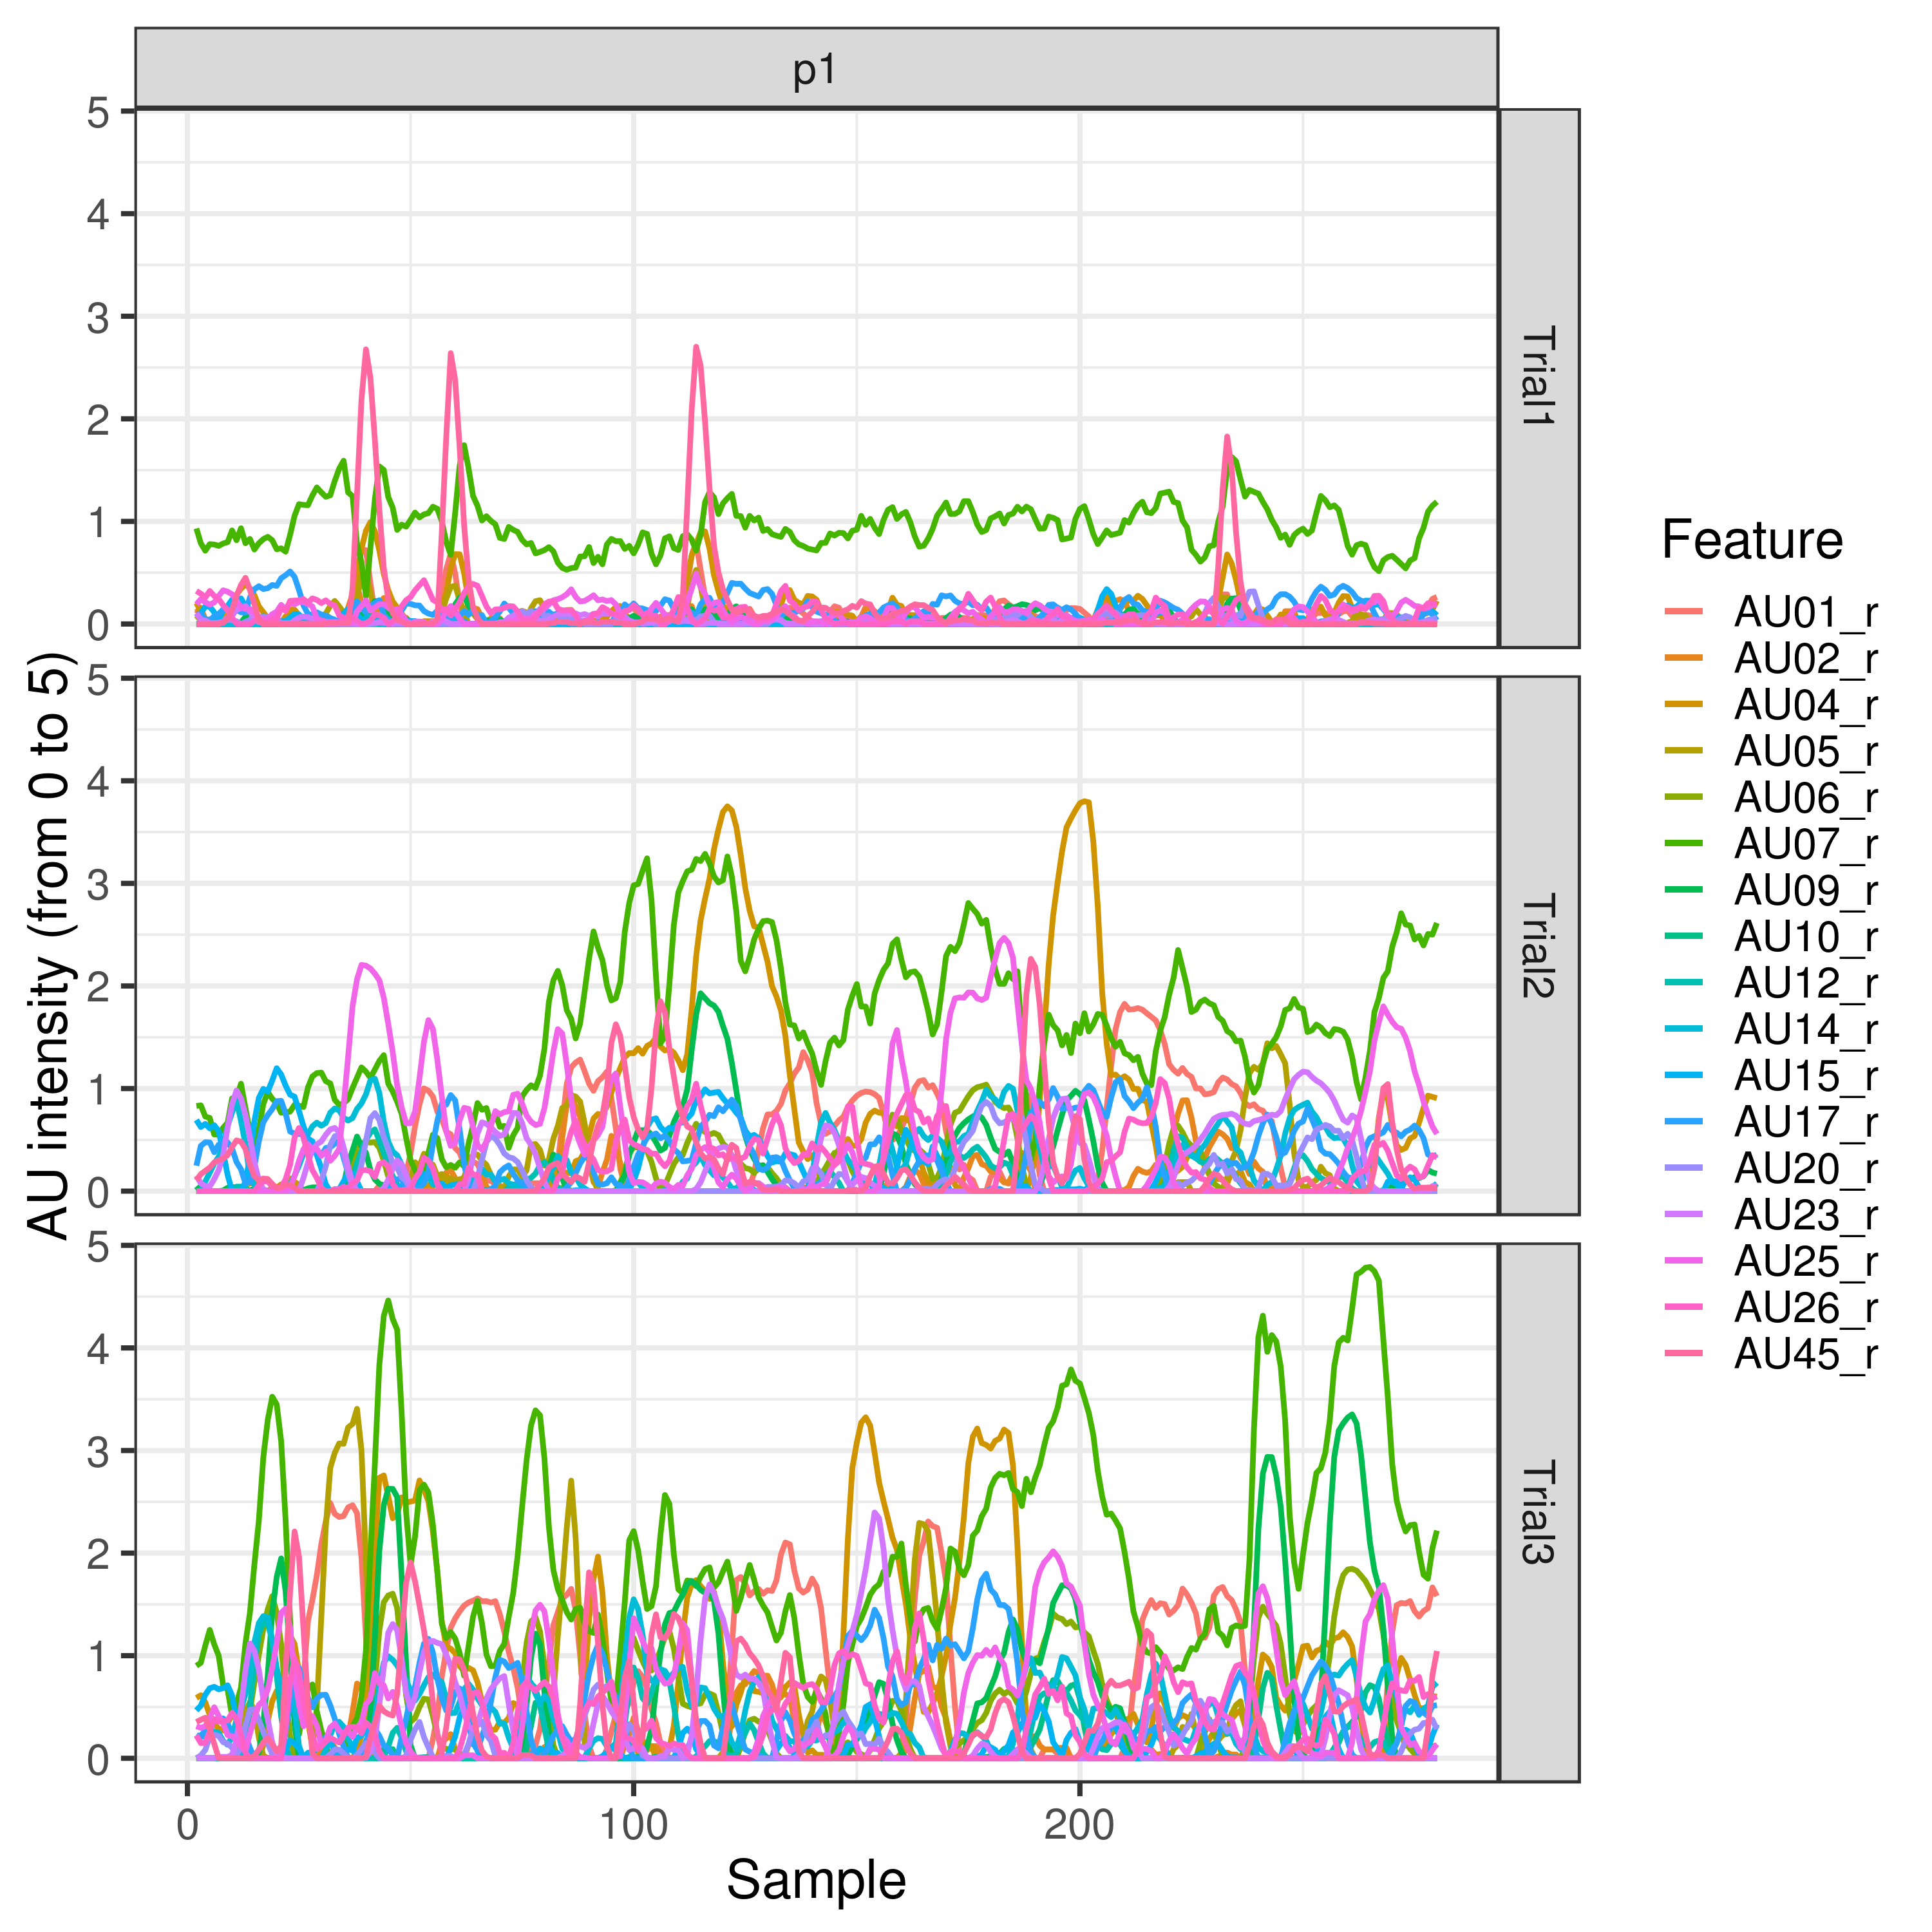 p1
5
4
3
2
1
0
Trial1
5
4
3
2
1
0
Trial2
5
4
3
2
1
0
Trial3
AU intensity (from 0 to 5)
0 100 200
Sample
Feature
AU01_r
AU02_r
AU04_r
AU05_r
AU06_r
AU07_r
AU09_r
AU10_r
AU12_r
AU14_r
AU15_r
AU17_r
AU20_r
AU23_r
AU25_r
AU26_r
AU45_r